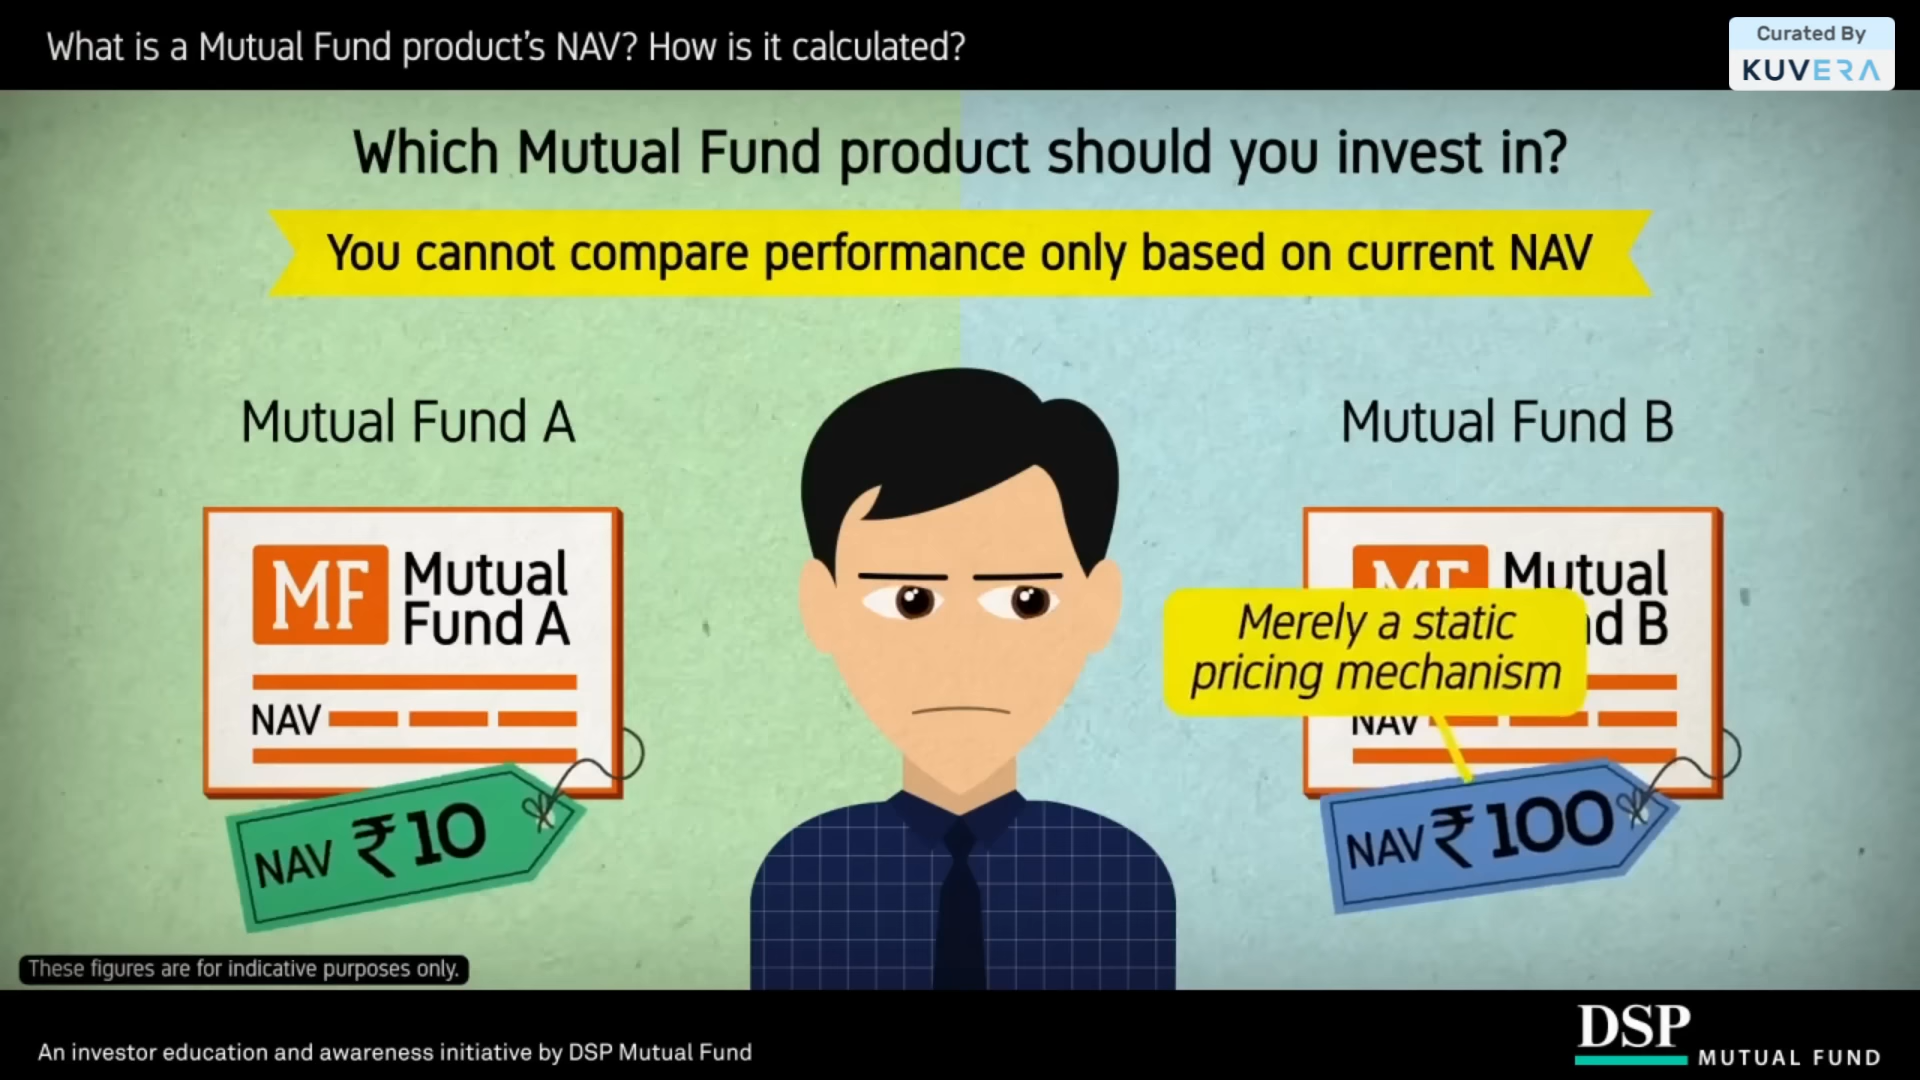 What is a Mutual Fund product's NAV? How is it calculated?
Curated By
KUVERA
Which Mutual Fund product should you invest in?
You cannot compare performance only based on current NAV
Mutual Fund A
Mutual Fund B
MF
Mutual
Fund A
NAV
NAV ₹10
MF
Mutual
nd B
Merely a static
pricing mechanism
NAV
NAV ₹100
These figures are for indicative purposes only.
An investor education and awareness initiative by DSP Mutual Fund
DSP
MUTUAL FUND